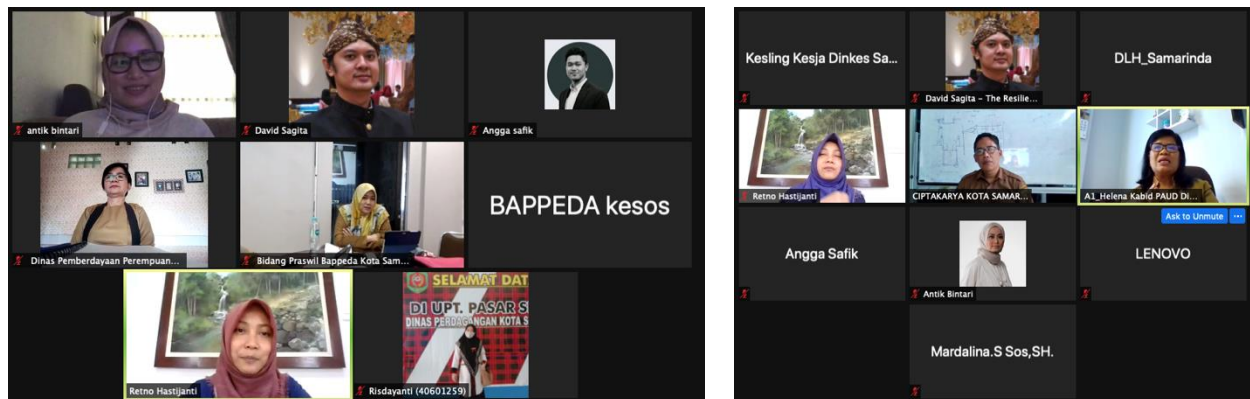 antik bintari
David Sagita
Angga safik
Dinas Pemberdayaan Perempuan...
Bidang Praswil Bappeda Kota Sam...
BAPPEDA kesos
Retno Hastijanti
SELAMAT DAT
DI UPT. PASAR S
DINAS PERDAGANGAN KOTA S
Risdayanti (40601259)
Kesling Kesja Dinkes Sa...
David Sagita – The Resilie...
DLH_Samarinda
Retno Hastijanti
CIPTAKARYA KOTA SAMAR...
A1_Helena Kabid PAUD Di...
Ask to Unmute ...
Angga Safik
Antik Bintari
LENOVO
Mardalina.S Sos,SH.